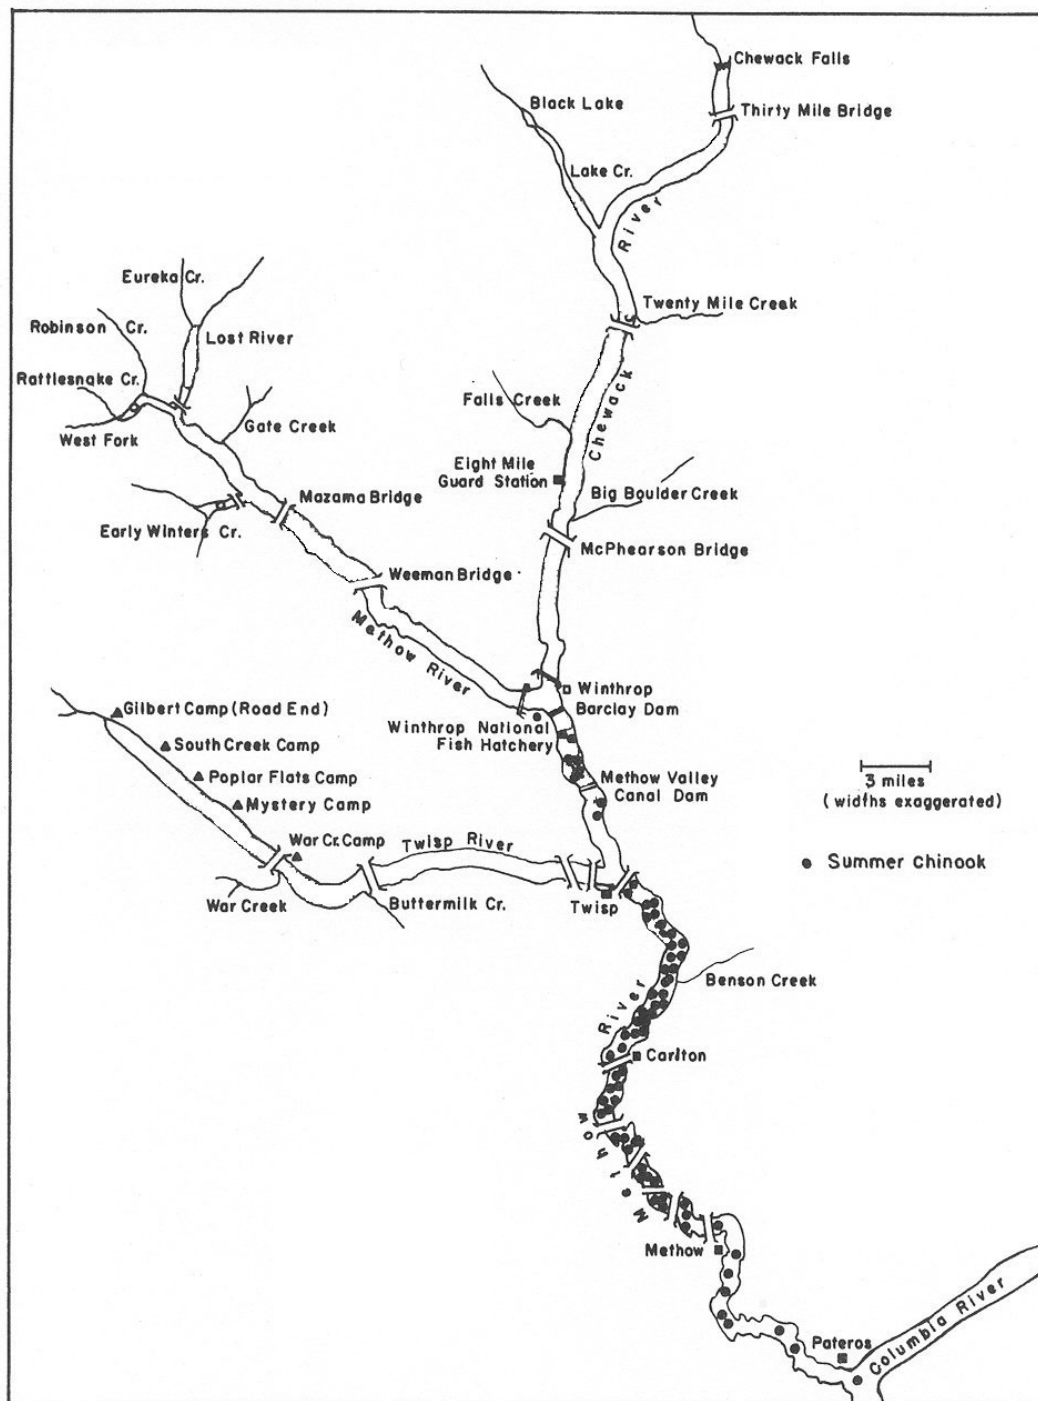 Chewack Falls
Black Lake
Thirty Mile Bridge
Lake Cr.
River
Eureka Cr.
Twenty Mile Creek
Robinson Cr.
Lost River
Rattlesnake Cr.
Chewack
Falls Creek
Gate Creek
West Fork
Eight Mile
Guard Station
Mazama Bridge
Big Boulder Creek
Early Winters Cr.
McPhearson Bridge
Weeman Bridge
Methow River
Winthrop
Barclay Dam
Gilbert Camp (Road End)
Winthrop National
Fish Hatchery
South Creek Camp
Poplar Flats Camp
Methow Valley
Canal Dam
3 miles
(widths exaggerated)
Mystery Camp
War Cr. Camp
Twisp River
Summer Chinook
War Creek
Buttermilk Cr.
Twisp
Benson Creek
River
Carlton
Methow
Methow
Pateros
Columbia River